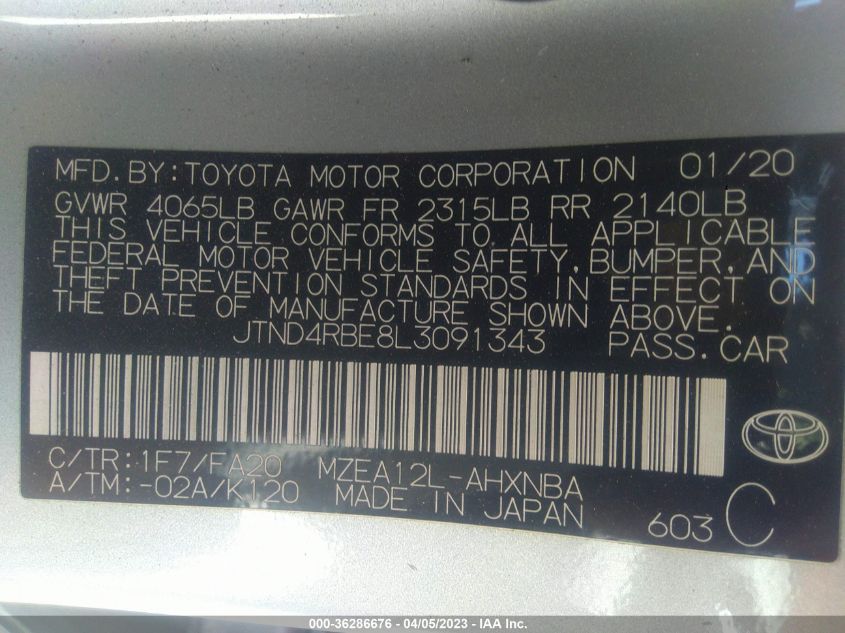 MFD. BY: TOYOTA MOTOR CORPORATION 01/20
GVWR 4065LB GAWR FR 2315LB RR 2140LB
THIS VEHICLE CONFORMS TO ALL APPLICABLE
FEDERAL MOTOR VEHICLE SAFETY, BUMPER, AND
THEFT PREVENTION STANDARDS IN EFFECT ON
THE DATE OF MANUFACTURE SHOWN ABOVE.
JTND4RBE8L3091343 PASS. CAR
C/TR: 1F7/FA20 MZEA12L-AHXNBA
A/TM: -02A/K120 MADE IN JAPAN 603 C
000-36286676 - 04/05/2023 - IAA Inc.